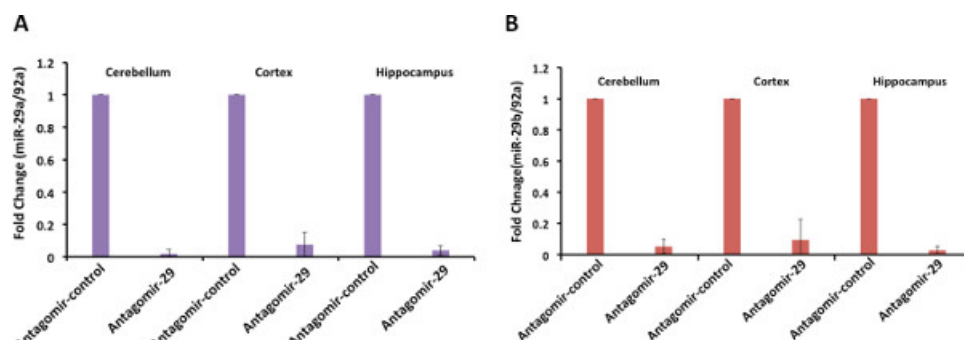 A
Fold Change (miR-29a/92a)
1.2
1
0.8
0.6
0.4
0.2
0
Cerebellum
Cortex
Hippocampus
Antagomir-control
Antagomir-29
Antagomir-control
Antagomir-29
Antagomir-control
Antagomir-29
B
Fold Chnage(miR-29b/92a)
1.2
1
0.8
0.6
0.4
0.2
0
Cerebellum
Cortex
Hippocampus
Antagomir-control
Antagomir-29
Antagomir-control
Antagomir-29
Antagomir-control
Antagomir-29